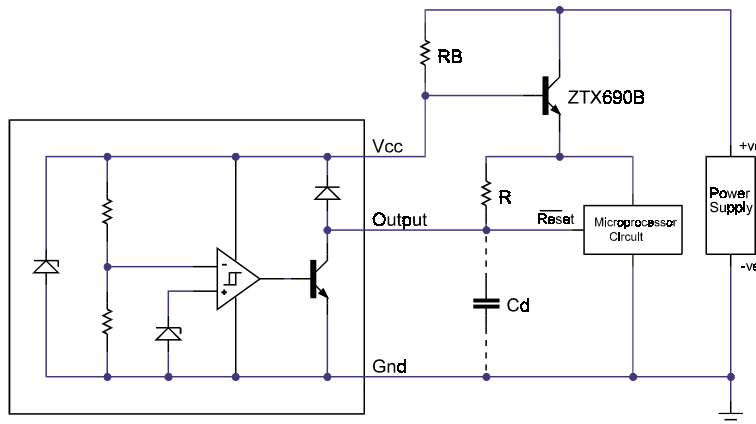 RB
ZTX690B
Vcc
+ve
Power
Supply
R
Output
Reset
Microprocessor
Circuit
-ve
-
+
Cd
Gnd